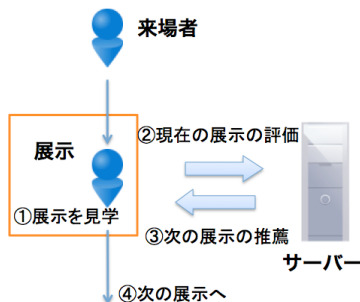 来場者
②現在の展示の評価
展示
①展示を見学
③次の展示の推薦
サーバー
④次の展示へ